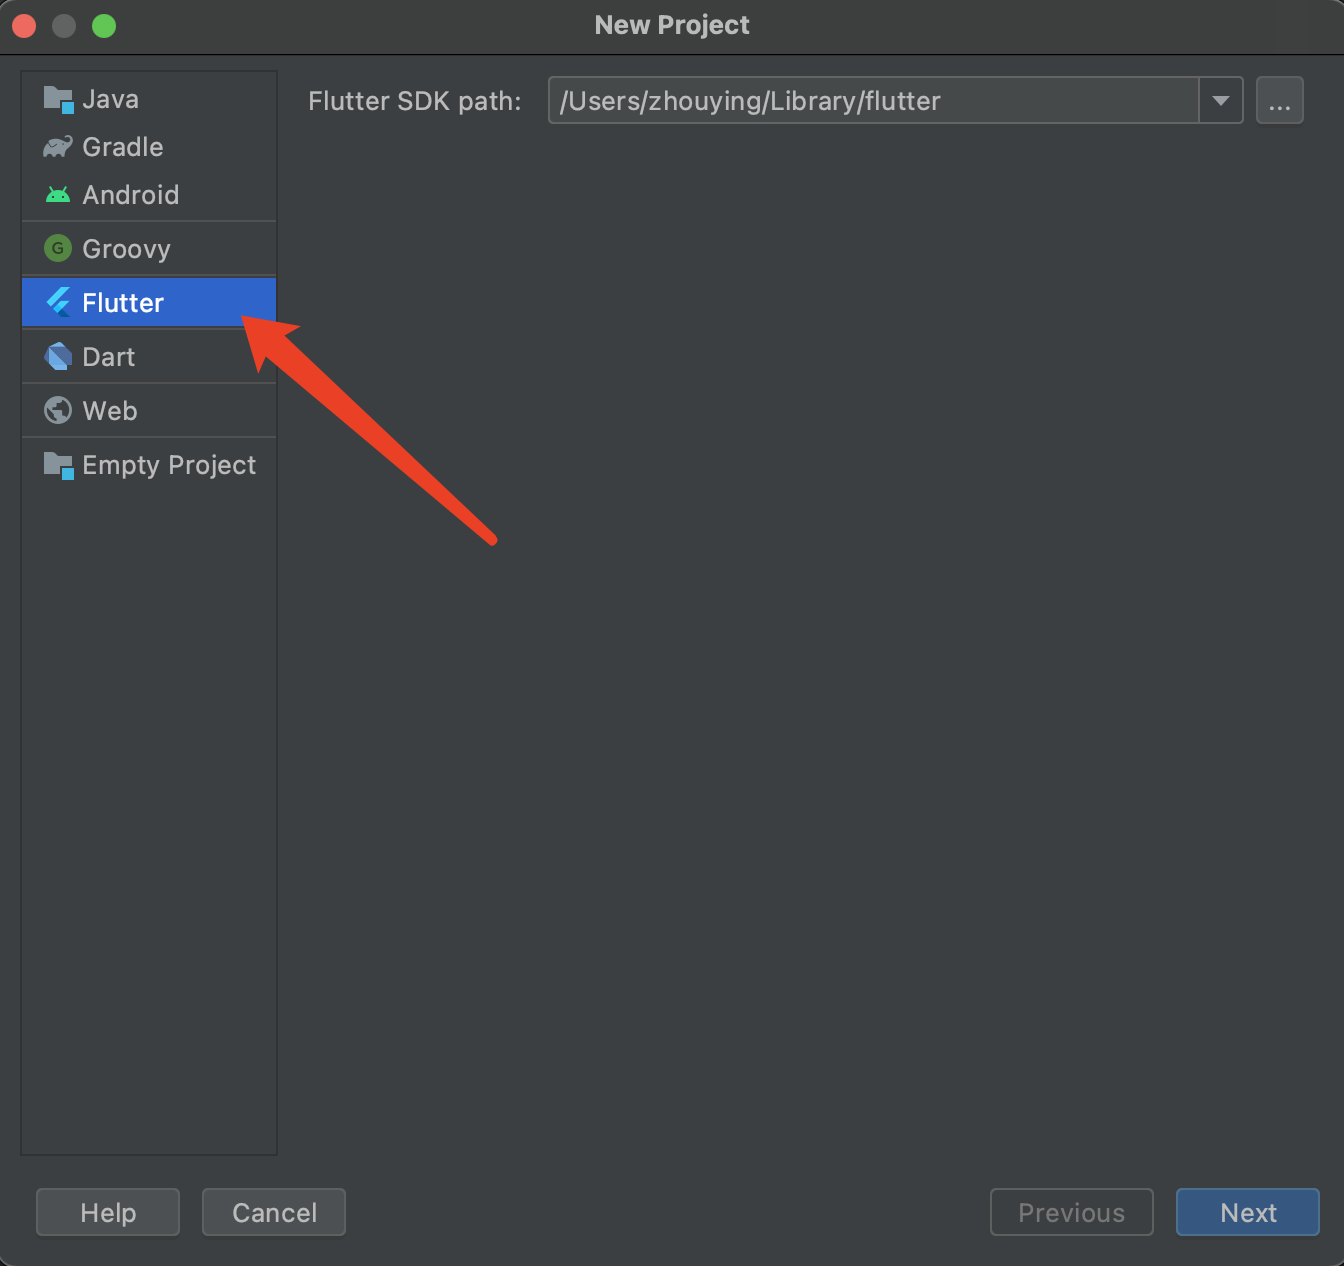 New Project
Java
Gradle
Android
G Groovy
Flutter
Dart
Web
Empty Project
Flutter SDK path: /Users/zhouying/Library/flutter ...
Help Cancel Previous Next